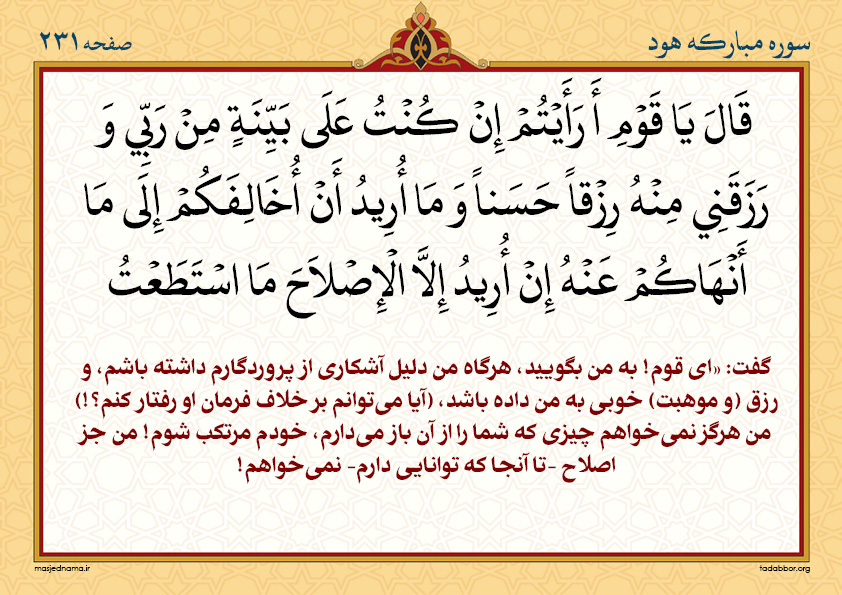 سوره مبارکه هود
صفحه ۲۳۱
قَالَ يَا قَوْمِ أَ رَأَيْتُمْ إِنْ كُنْتُ عَلَى بَيِّنَةٍ مِنْ رَبِّي وَ
رَزَقَنِي مِنْهُ رِزْقاً حَسَناً وَ مَا أُرِيدُ أَنْ أُخَالِفَكُمْ إِلَى مَا
أَنْهَاكُمْ عَنْهُ إِنْ أُرِيدُ إِلاَّ الْإِصْلاَحَ مَا اسْتَطَعْتُ
گفت: «ای قوم! به من بگویید، هرگاه من دلیل آشکاری از پروردگارم داشته باشم، و
رزق (و موهبت) خوبی به من داده باشد، (آیا می‌توانم بر خلاف فرمان او رفتار کنم؟!)
من هرگز نمی‌خواهم چیزی که شما را از آن باز می‌دارم، خودم مرتکب شوم! من جز
اصلاح -تا آنجا که توانایی دارم- نمی‌خواهم!
masjednama.ir
tadabbor.org